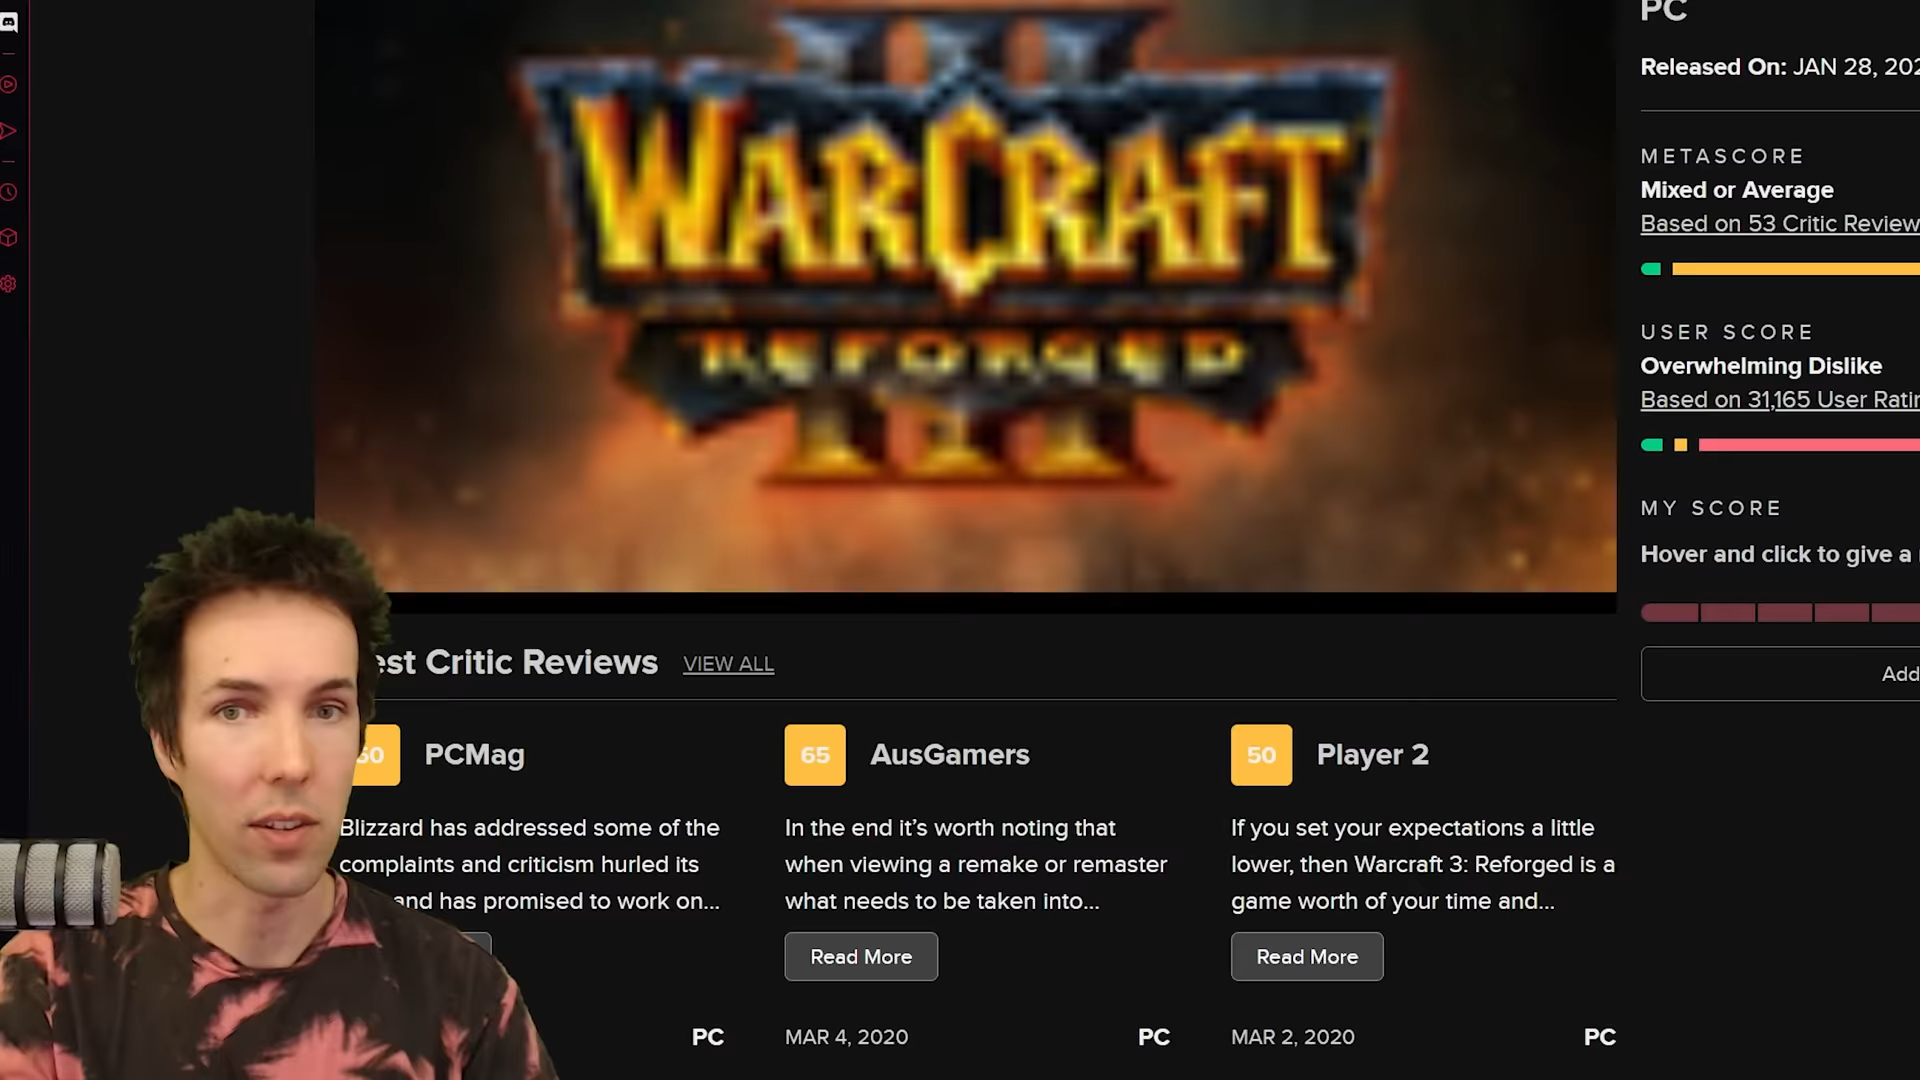 PC
Released On: JAN 28, 202
METASCORE
Mixed or Average
Based on 53 Critic Review
USER SCORE
Overwhelming Dislike
Based on 31,165 User Ratin
MY SCORE
Hover and click to give a
Add
III
WARCRAFT
REFORGED
est Critic Reviews VIEW ALL
60 PCMag
Blizzard has addressed some of the
complaints and criticism hurled its
and has promised to work on...
PC
65 AusGamers
In the end it’s worth noting that
when viewing a remake or remaster
what needs to be taken into...
Read More
MAR 4, 2020 PC
50 Player 2
If you set your expectations a little
lower, then Warcraft 3: Reforged is a
game worth of your time and...
Read More
MAR 2, 2020 PC